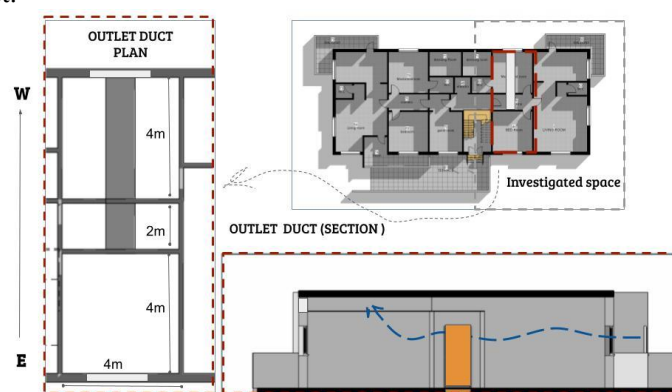 OUTLET DUCT
PLAN
W
4m
2m
4m
4m
E
Investigated space
OUTLET DUCT (SECTION )